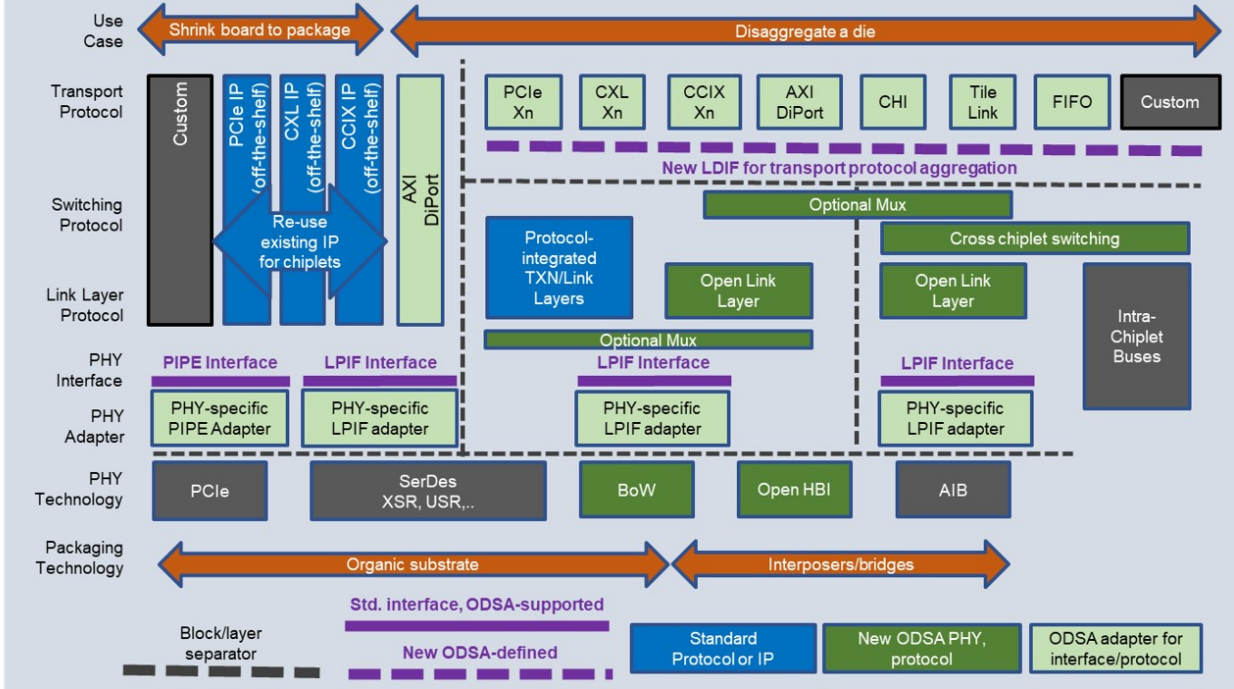 Use
Case
Shrink board to package
Disaggregate a die
Transport
Protocol
Custom
PCIe IP
(off-the-shelf)
CXL IP
(off-the-shelf)
CCIX IP
(off-the-shelf)
AXI
DiPort
PCIe
Xn
CXL
Xn
CCIX
Xn
AXI
DiPort
CHI
Tile
Link
FIFO
Custom
New LDIF for transport protocol aggregation
Switching
Protocol
Re-use
existing IP
for chiplets
Optional Mux
Protocol-
integrated
TXN/Link
Layers
Cross chiplet switching
Link Layer
Protocol
Open Link
Layer
Open Link
Layer
Intra-
Chiplet
Buses
Optional Mux
PHY
Interface
PIPE Interface
LPIF Interface
LPIF Interface
LPIF Interface
PHY
Adapter
PHY-specific
PIPE Adapter
PHY-specific
LPIF adapter
PHY-specific
LPIF adapter
PHY-specific
LPIF adapter
PHY
Technology
PCIe
SerDes
XSR, USR,..
BoW
Open HBI
AIB
Packaging
Technology
Organic substrate
Interposers/bridges
Block/layer
separator
Std. interface, ODSA-supported
New ODSA-defined
Standard
Protocol or IP
New ODSA PHY,
protocol
ODSA adapter for
interface/protocol